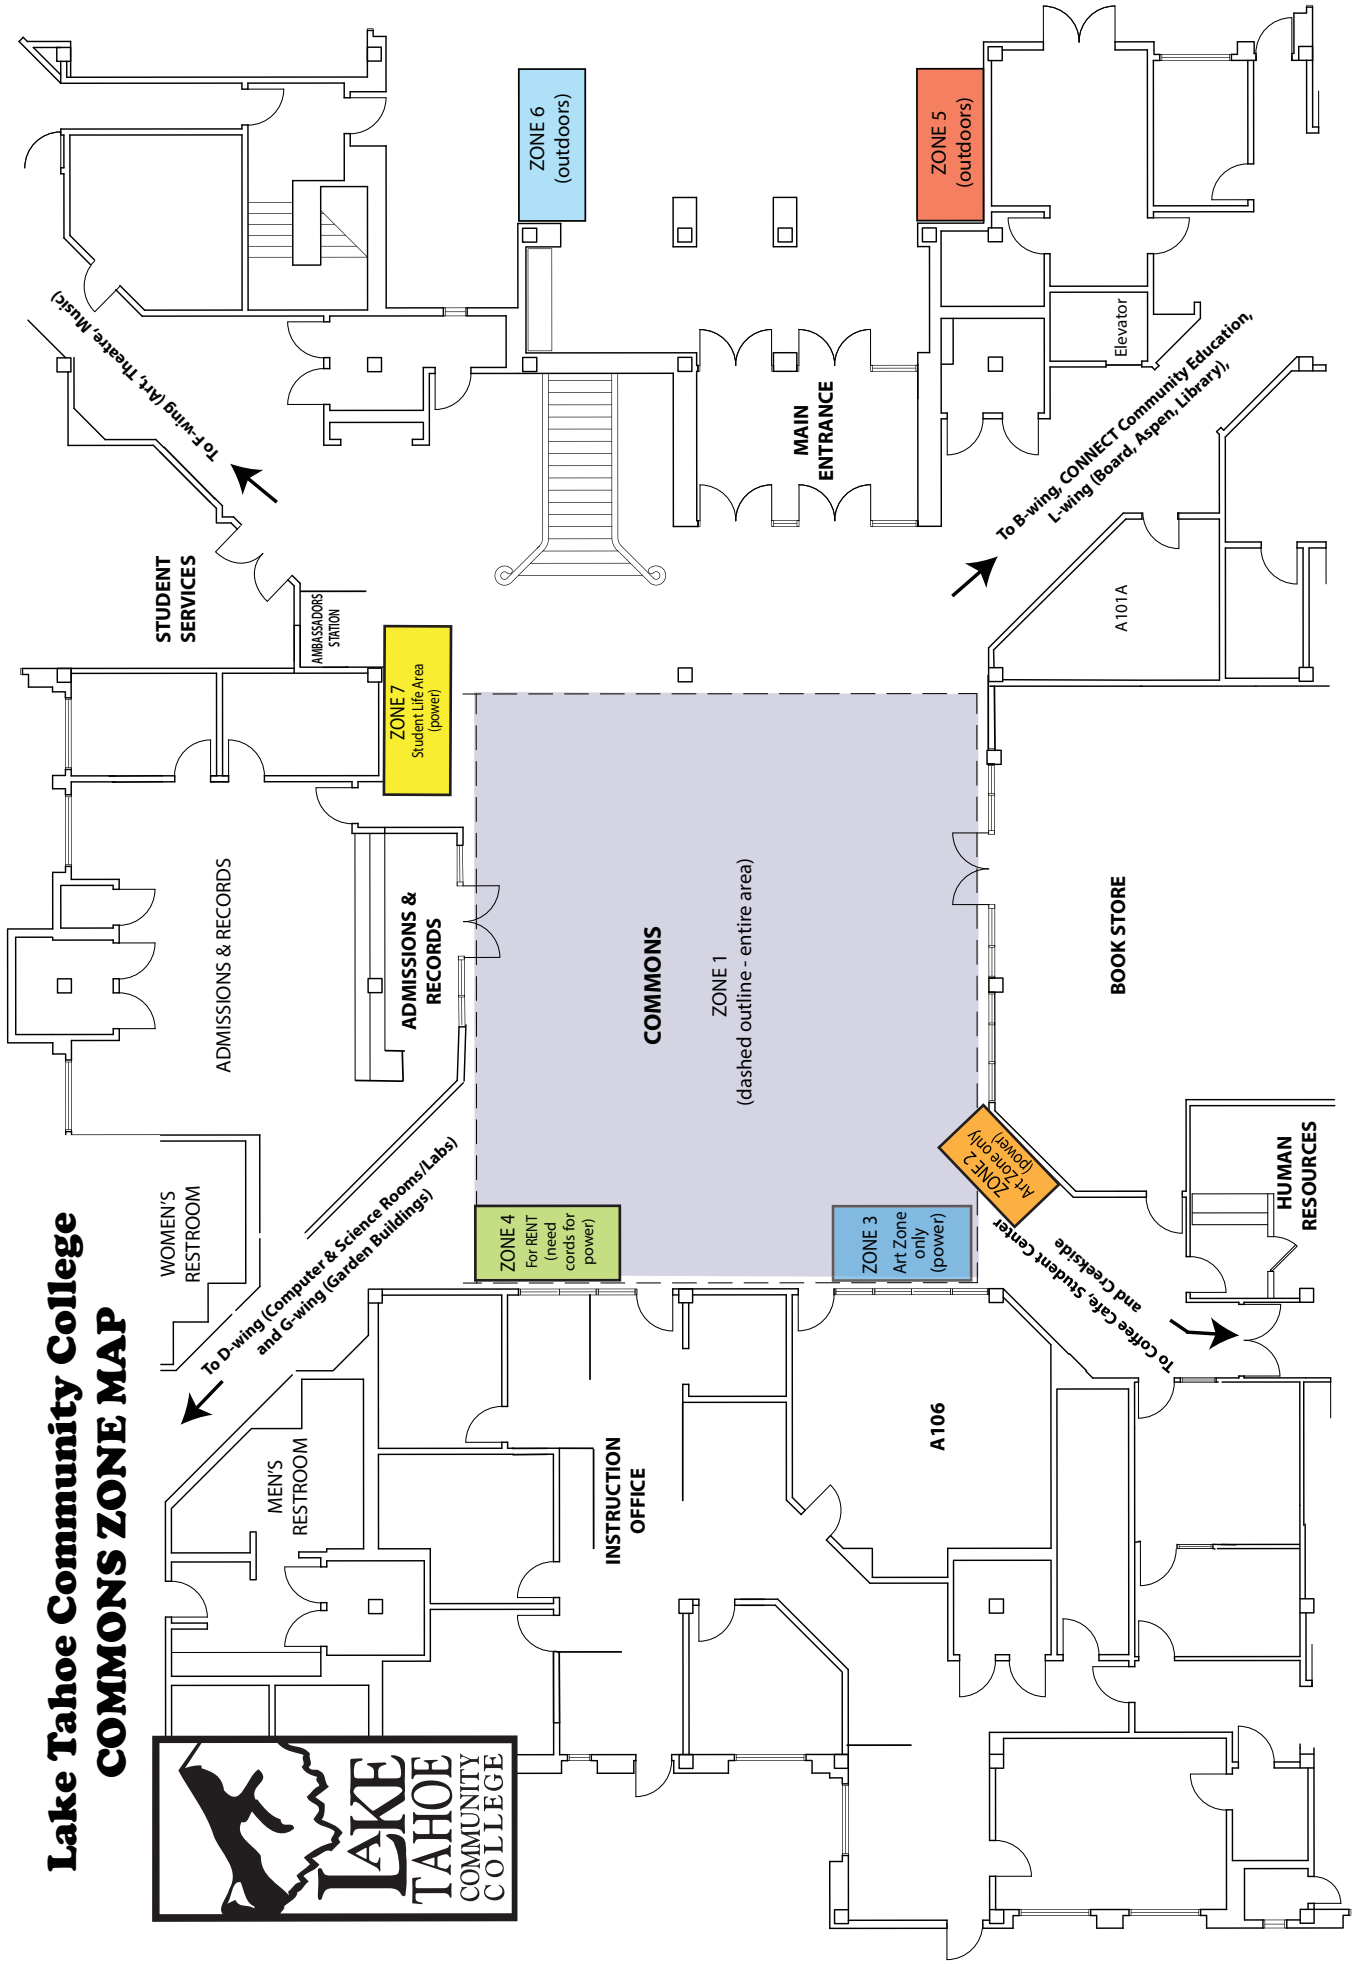 Lake Tahoe Community College
COMMONS ZONE MAP
LAKE
TAHOE
COMMUNITY
COLLEGE
MEN'S
RESTROOM
WOMEN'S
RESTROOM
To D-wing (Computer & Science Rooms/Labs)
and G-wing (Garden Buildings)
ADMISSIONS & RECORDS
ADMISSIONS &
RECORDS
STUDENT
SERVICES
AMBASSADORS
STATION
To F-wing (Art, Theatre, Music)
ZONE 7
Student Life Area
(power)
ZONE 6
(outdoors)
ZONE 5
(outdoors)
MAIN
ENTRANCE
Elevator
To B-wing, CONNECT Community Education,
L-wing (Board, Aspen, Library),
A101A
COMMONS
ZONE 1
(dashed outline - entire area)
ZONE 4
For RENT
(need
cords for
power)
ZONE 3
Art Zone
only
(power)
ZONE 2
Art Zone only
(power)
INSTRUCTION
OFFICE
A106
BOOK STORE
To Coffee Cafe, Student Center
and Creekside
HUMAN
RESOURCES